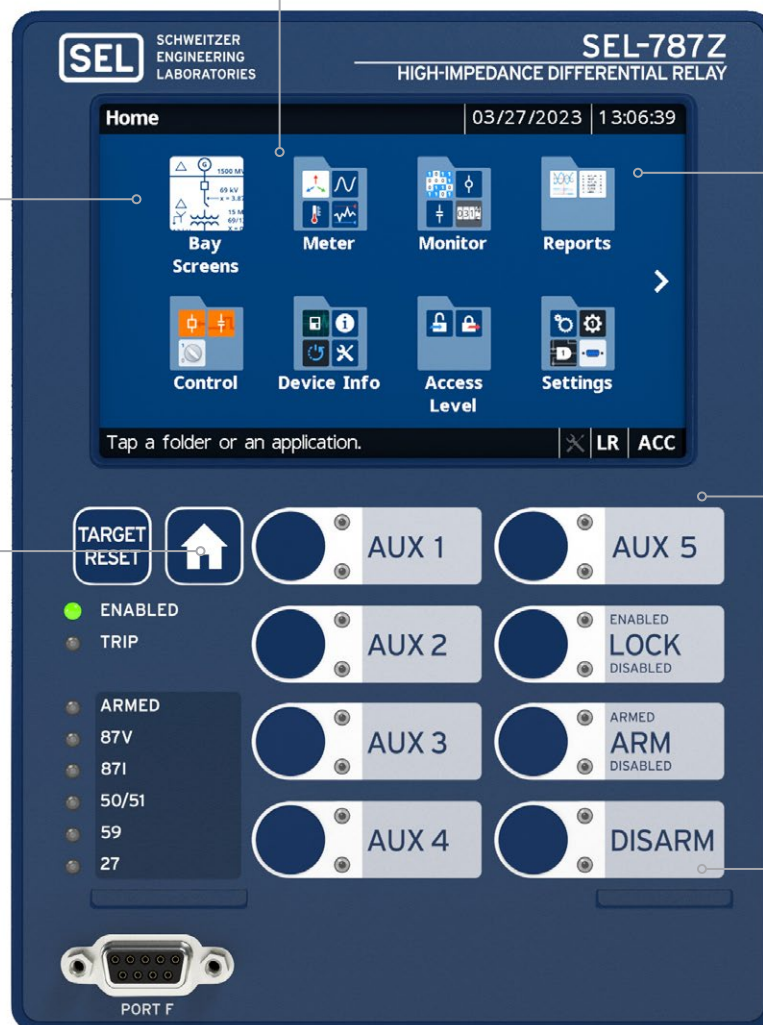 SEL
SCHWEITZER
ENGINEERING
LABORATORIES
SEL-787Z
HIGH-IMPEDANCE DIFFERENTIAL RELAY
Home 03/27/2023 13:06:39
Bay
Screens
Meter
Monitor
Reports
Control
Device Info
Access
Level
Settings
Tap a folder or an application. LR ACC
TARGET
RESET
AUX 1
AUX 5
ENABLED
TRIP
AUX 2
ENABLED
LOCK
DISABLED
ARMED
87V
87I
50/51
59
27
AUX 3
ARMED
ARM
DISABLED
AUX 4
DISARM
PORT F